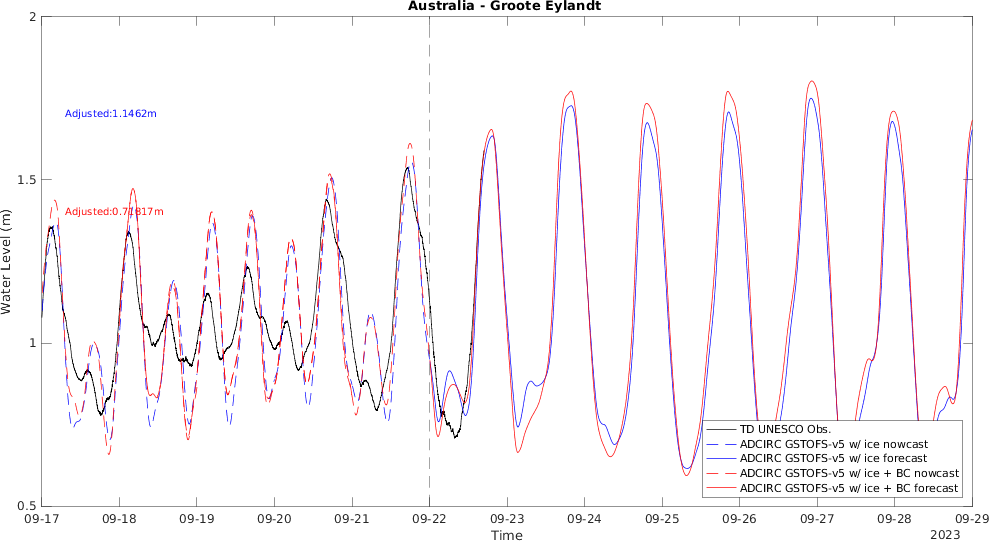 Australia - Groote Eylandt
2
Adjusted:1.1462m
1.5
Adjusted:0.71817m
Water Level (m)
1
TD UNESCO Obs.
ADCIRC GSTOFS-v5 w/ ice nowcast
ADCIRC GSTOFS-v5 w/ ice forecast
ADCIRC GSTOFS-v5 w/ ice + BC nowcast
ADCIRC GSTOFS-v5 w/ ice + BC forecast
0.5
09-17 09-18 09-19 09-20 09-21 09-22 09-23 09-24 09-25 09-26 09-27 09-28 09-29
Time
2023